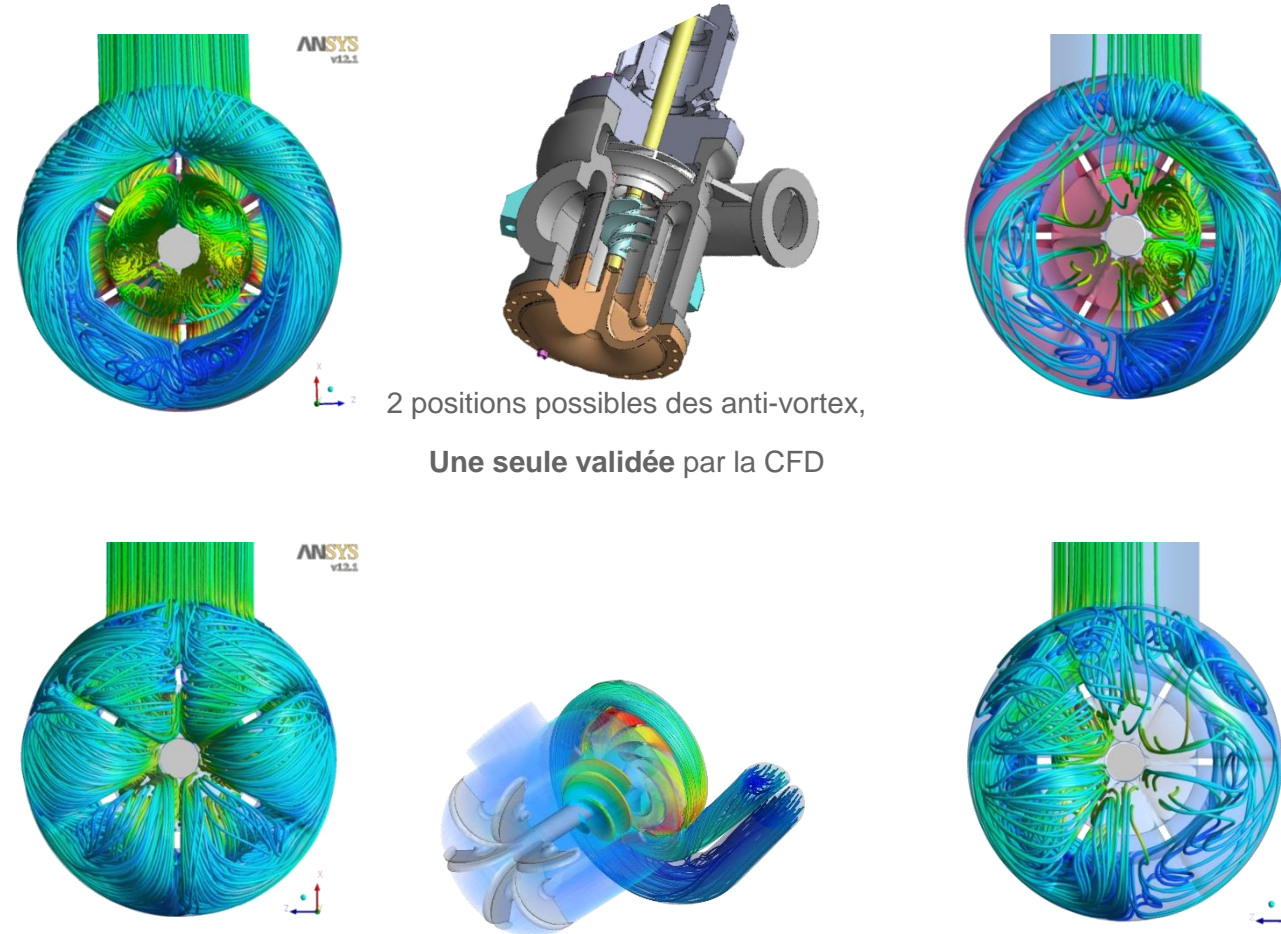 ANSYS
v12.1
X
Z
2 positions possibles des anti-vortex,
Une seule validée par la CFD
ANSYS
v12.1
X
Z
Y
Z